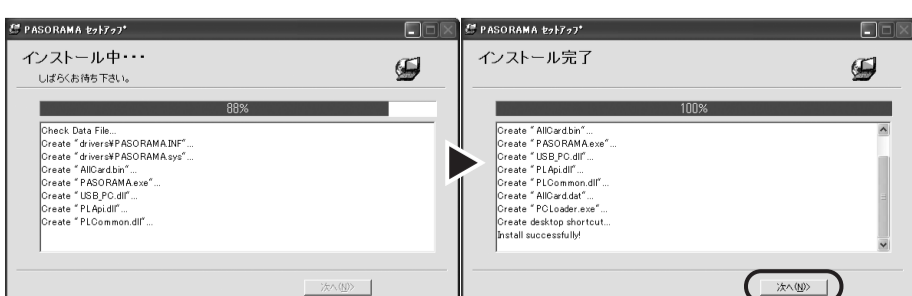 PASORAMA ｾｯﾄｱｯﾌﾟ
インストール中・・・
しばらくお待ち下さい。
88%
Check Data File...
Create "drivers¥PASORAMA.INF"...
Create "drivers¥PASORAMA.sys"...
Create "AllCard.bin"...
Create "PASORAMA.exe"...
Create "USB_PC.dll"...
Create "PLApi.dll"...
Create "PLCommon.dll"...
次へ(N)>
PASORAMA ｾｯﾄｱｯﾌﾟ
インストール完了
100%
Create "AllCard.bin"...
Create "PASORAMA.exe"...
Create "USB_PC.dll"...
Create "PLApi.dll"...
Create "PLCommon.dll"...
Create "AllCard.dat"...
Create "PCLoader.exe"...
Create desktop shortcut...
Install successfully!
次へ(N)>